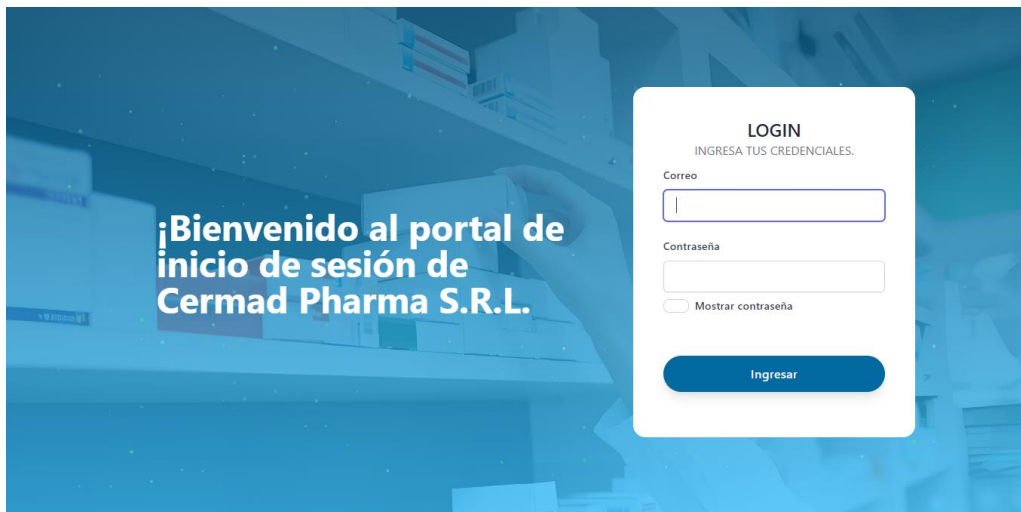 ¡Bienvenido al portal de
inicio de sesión de
Cermad Pharma S.R.L.
LOGIN
INGRESA TUS CREDENCIALES.
Correo
Contraseña
Mostrar contraseña
Ingresar